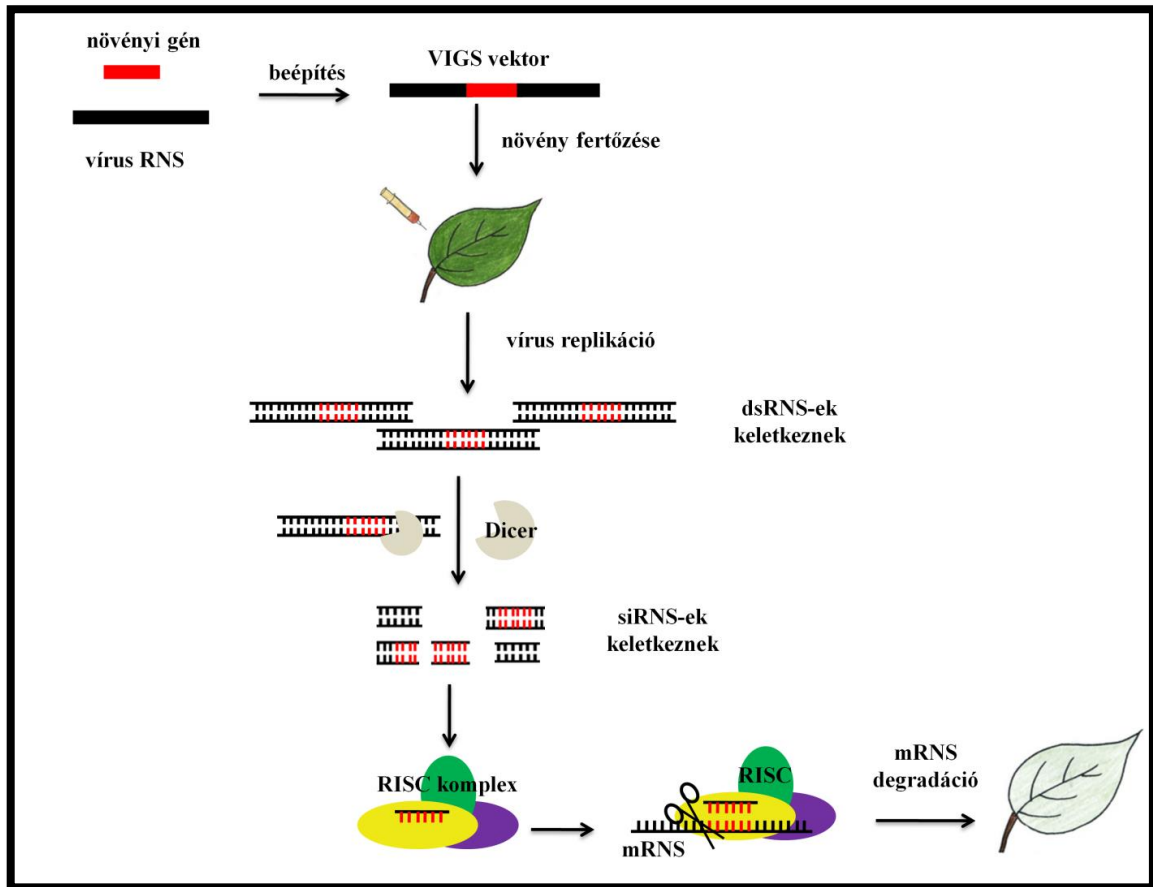 növényi gén
beépítés
VIGS vektor
vírus RNS
növény fertőzése
vírus replikáció
dsRNS-ek
keletkeznek
Dicer
siRNS-ek
keletkeznek
RISC komplex
RISC
mRNS
mRNS
degradáció